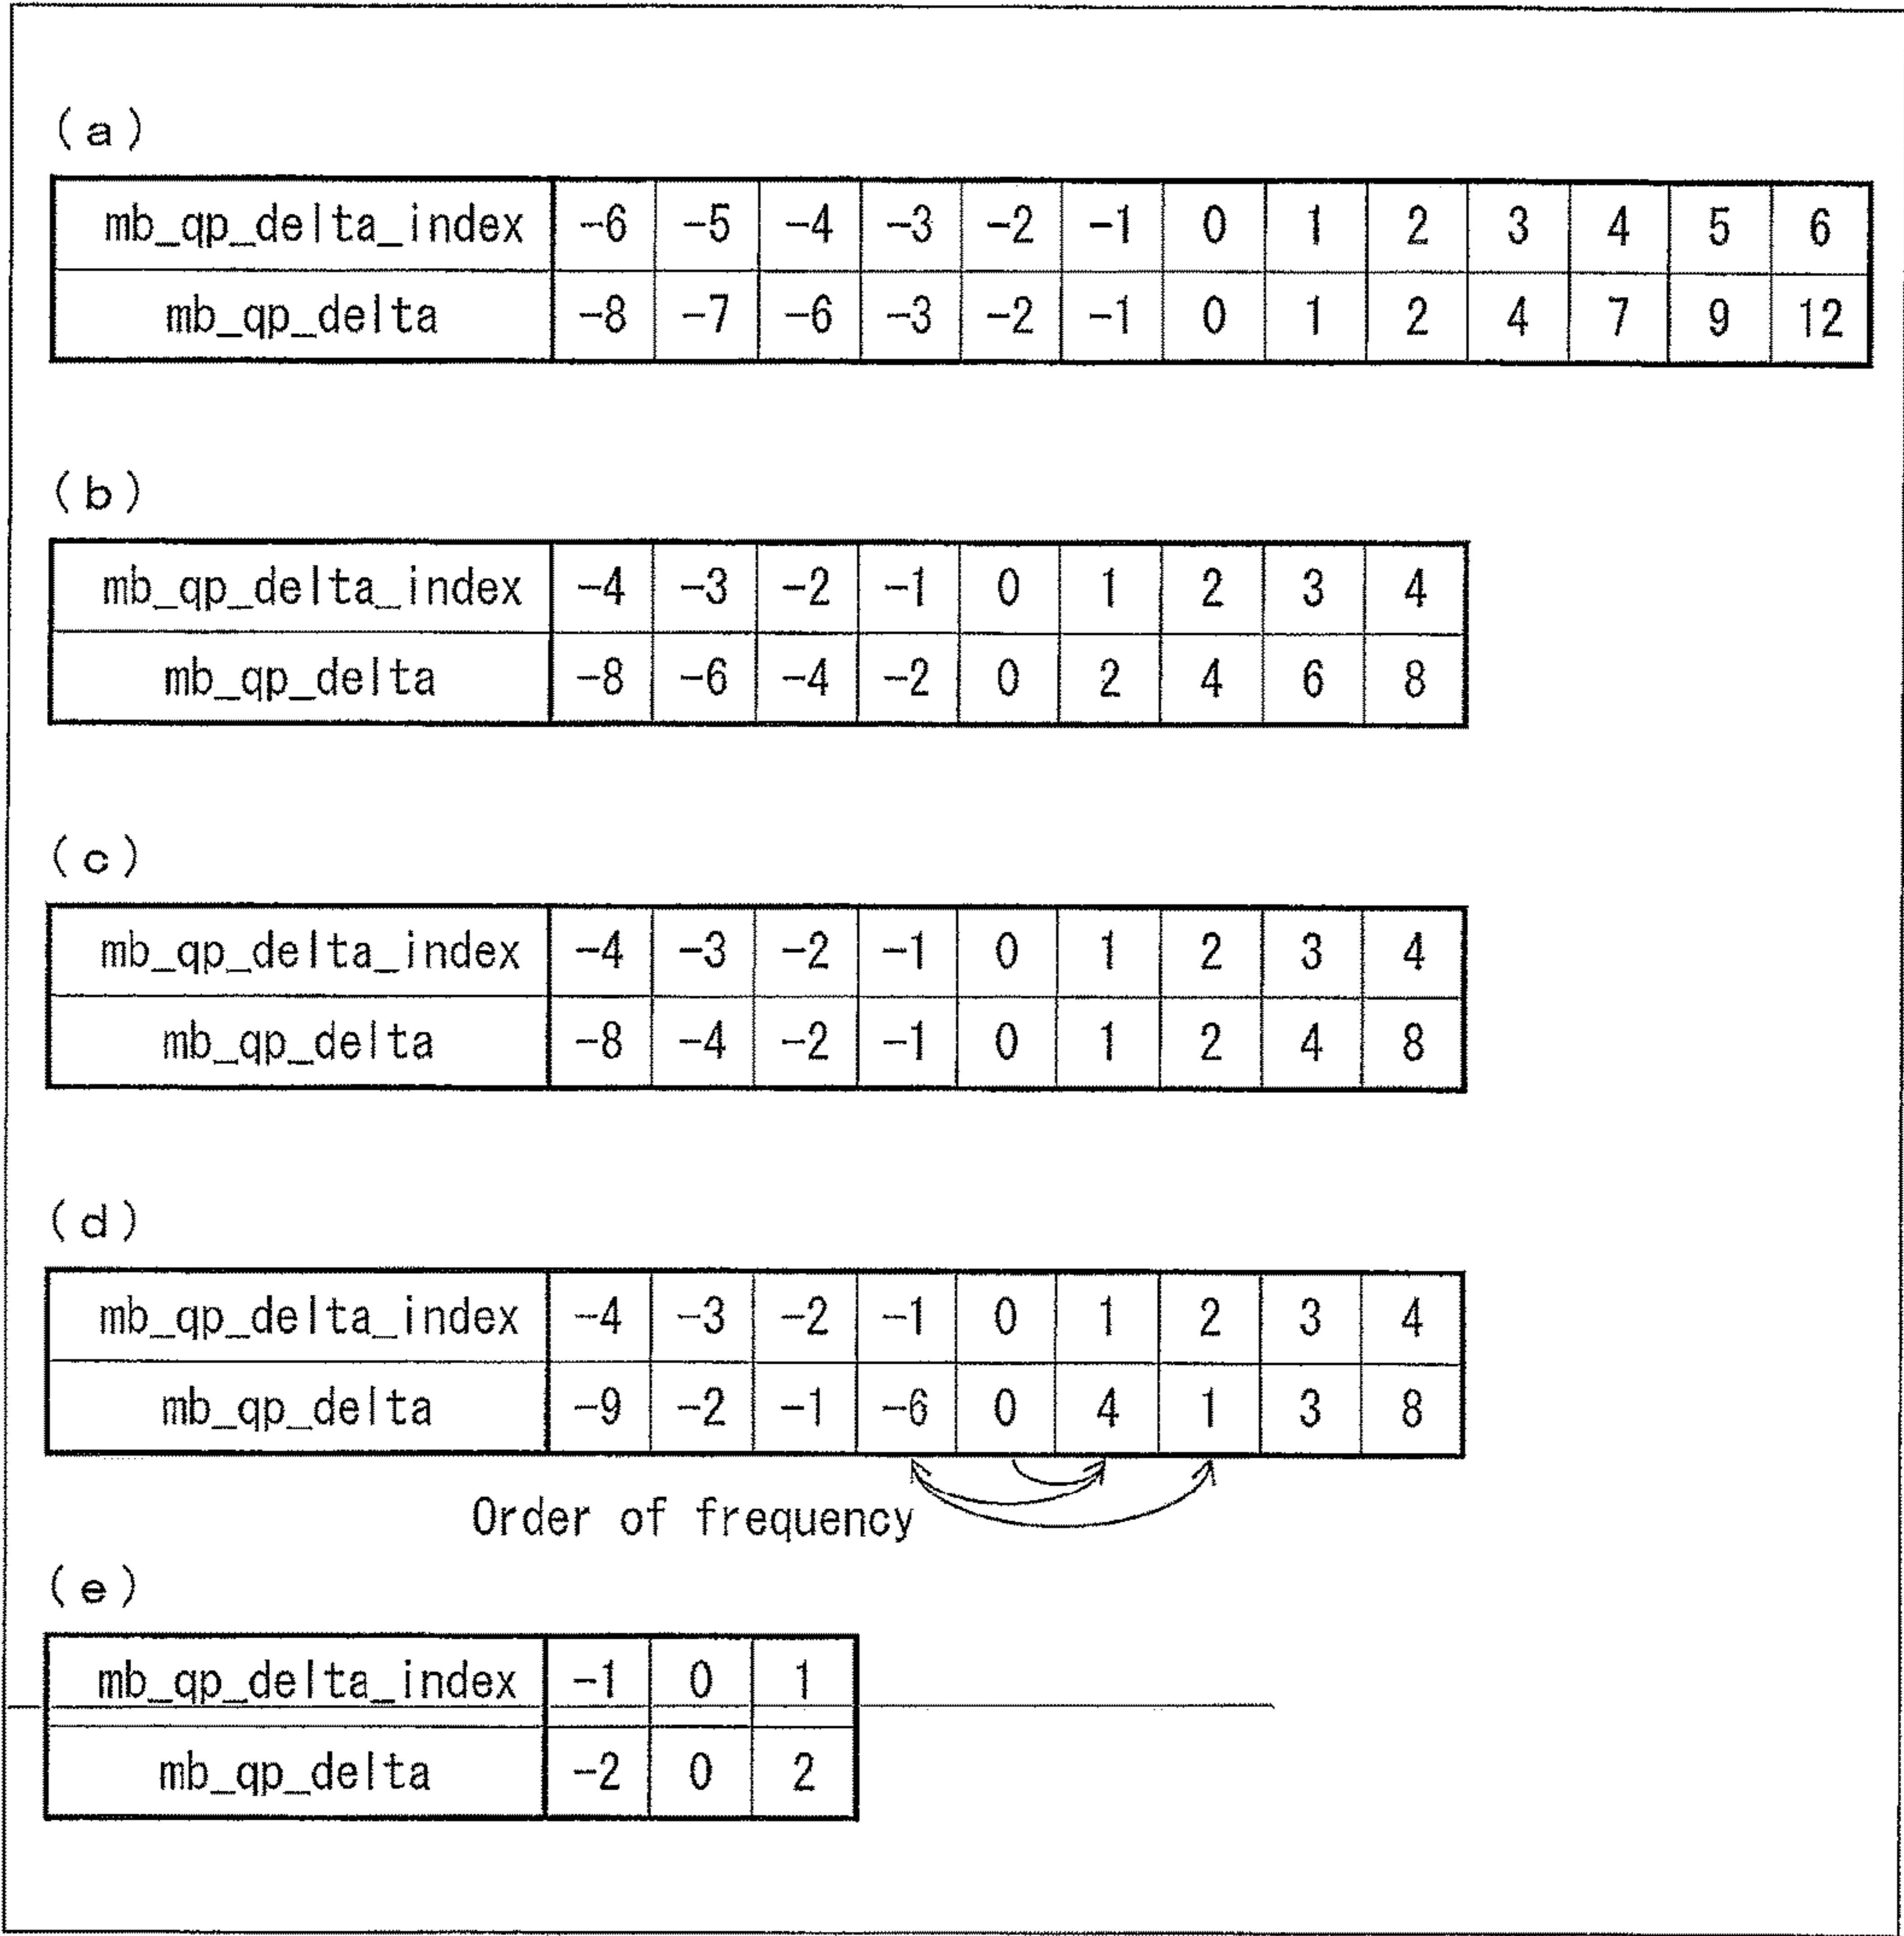 (a)
mb_qp_delta_index -6 -5 -4 -3 -2 -1 0 1 2 3 4 5 6
mb_qp_delta -8 -7 -6 -3 -2 -1 0 1 2 4 7 9 12
(b)
mb_qp_delta_index -4 -3 -2 -1 0 1 2 3 4
mb_qp_delta -8 -6 -4 -2 0 2 4 6 8
(c)
mb_qp_delta_index -4 -3 -2 -1 0 1 2 3 4
mb_qp_delta -8 -4 -2 -1 0 1 2 4 8
(d)
mb_qp_delta_index -4 -3 -2 -1 0 1 2 3 4
mb_qp_delta -9 -2 -1 -6 0 4 1 3 8
Order of frequency
(e)
mb_qp_delta_index -1 0 1
mb_qp_delta -2 0 2